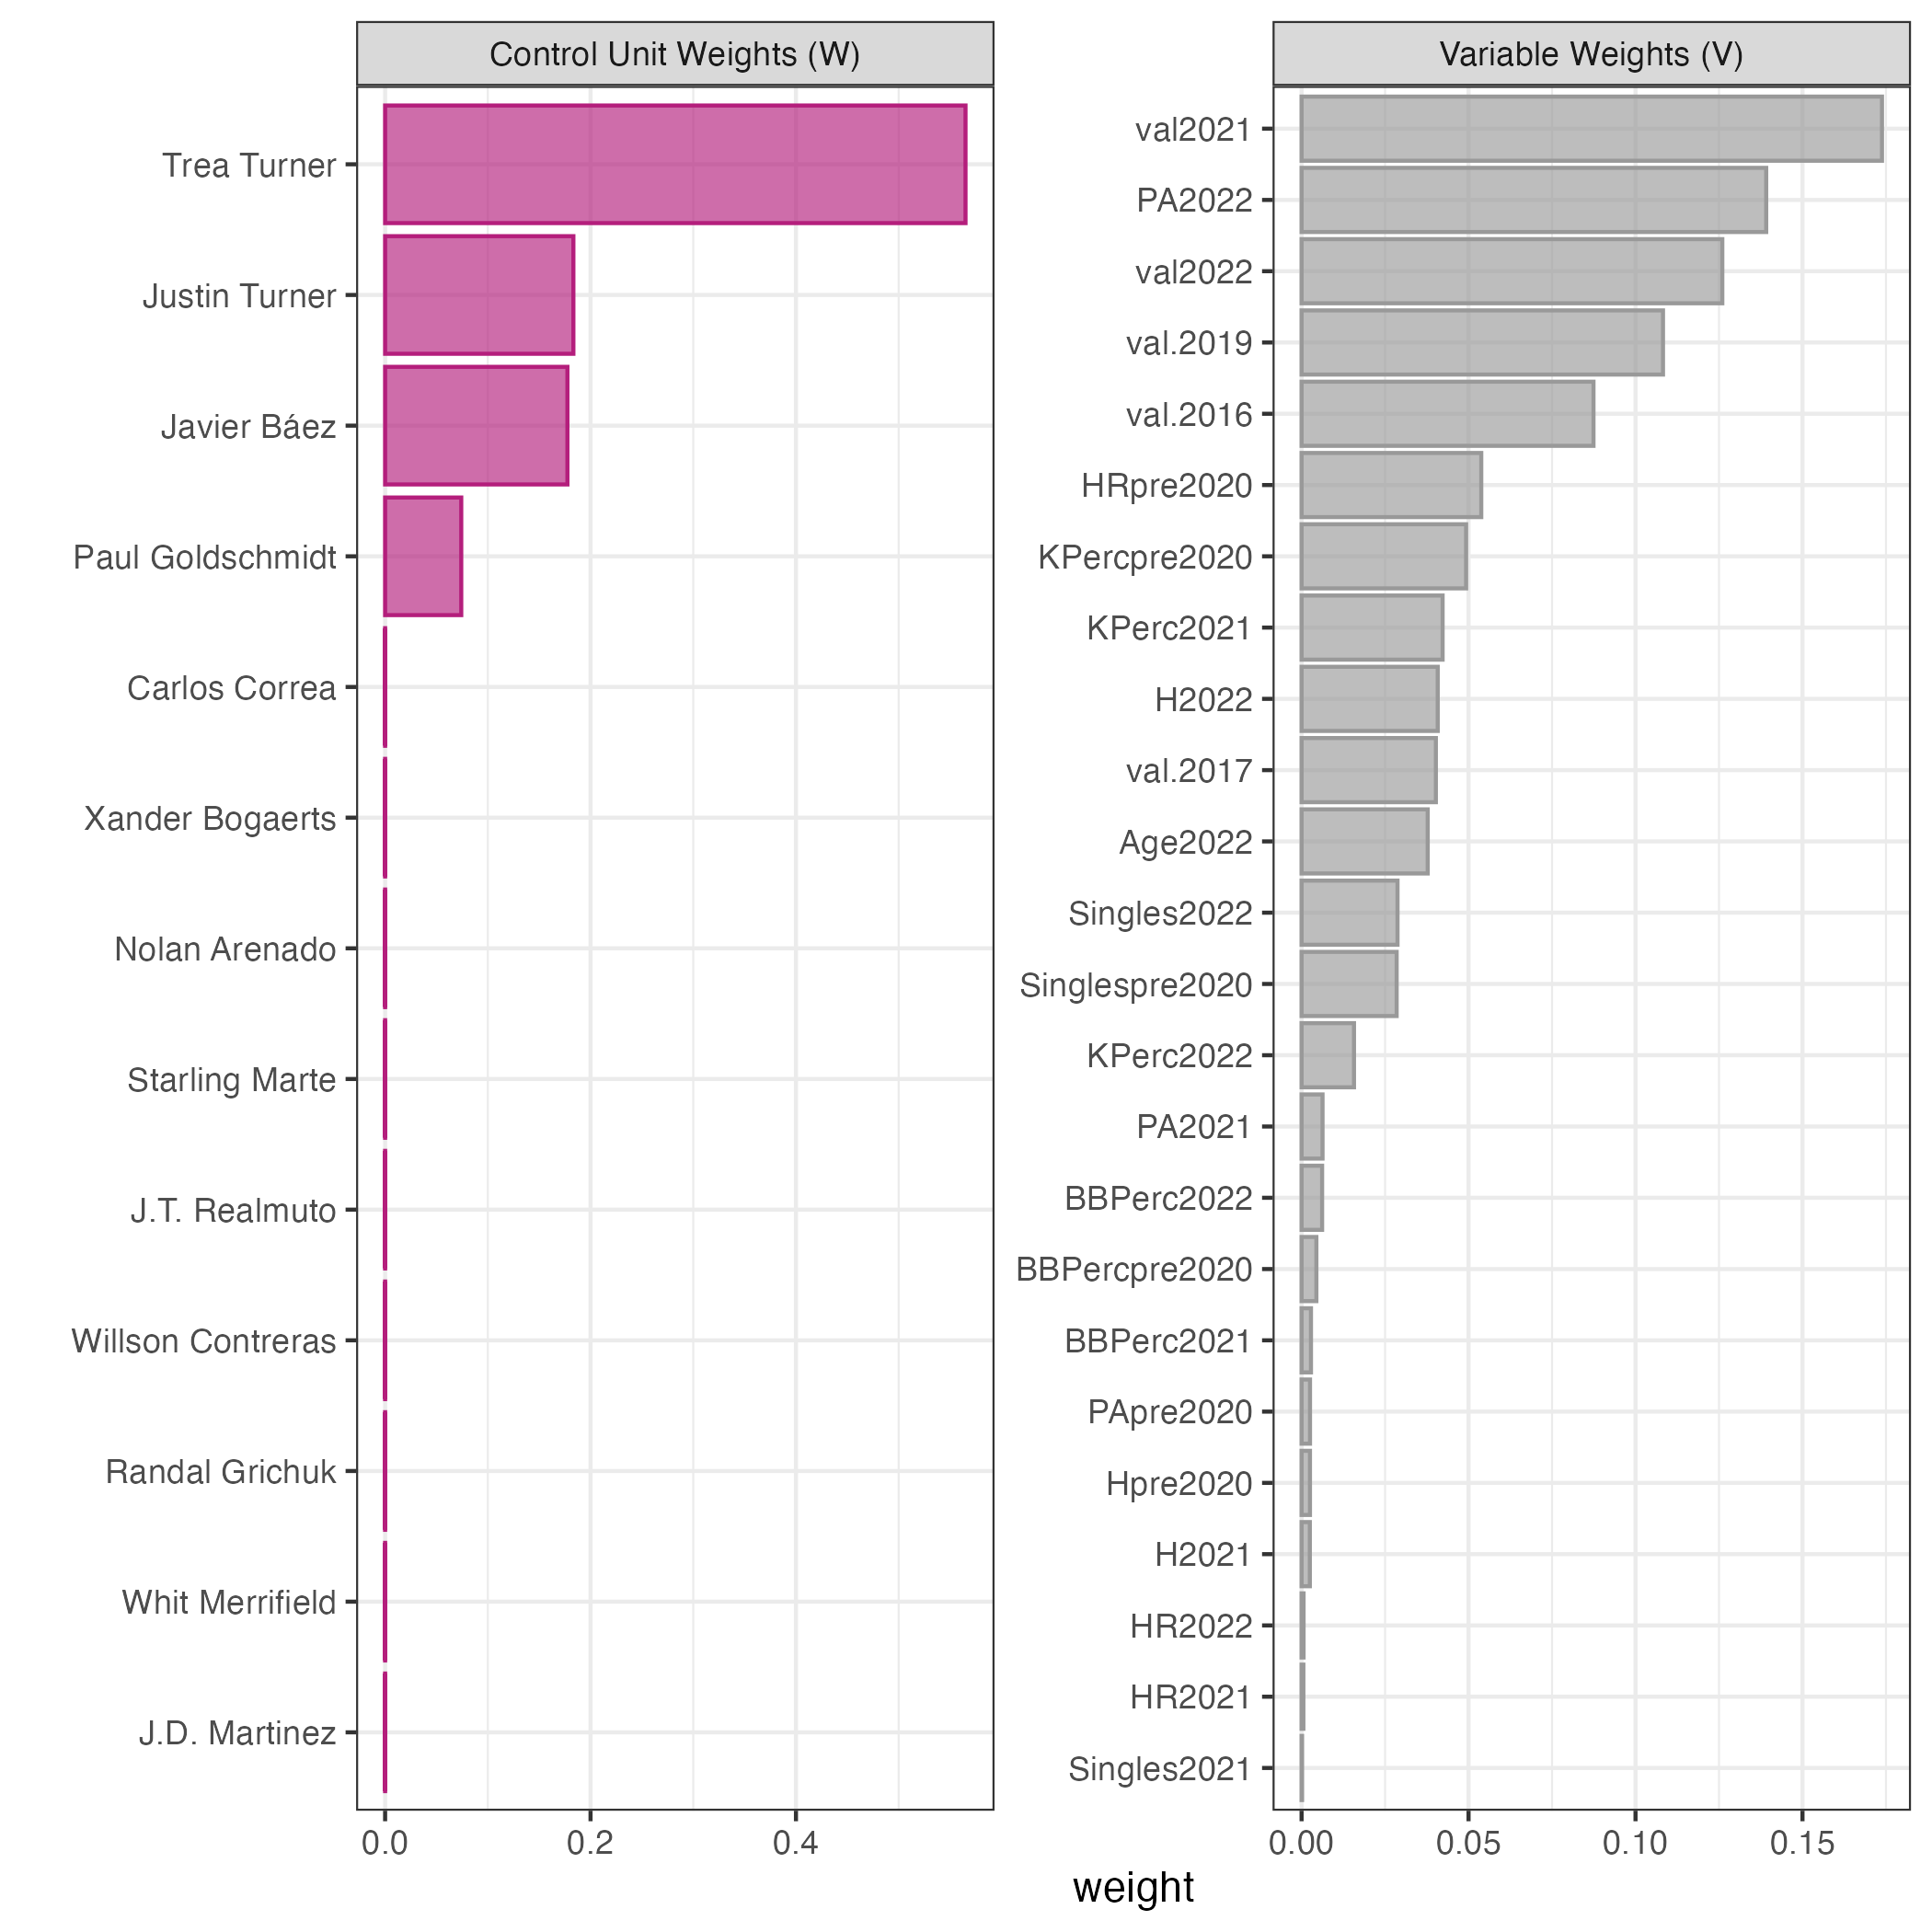 Control Unit Weights (W)
Trea Turner
Justin Turner
Javier Báez
Paul Goldschmidt
Carlos Correa
Xander Bogaerts
Nolan Arenado
Starling Marte
J.T. Realmuto
Willson Contreras
Randal Grichuk
Whit Merrifield
J.D. Martinez
0.0 0.2 0.4
Variable Weights (V)
val2021
PA2022
val2022
val.2019
val.2016
HRpre2020
KPercpre2020
KPerc2021
H2022
val.2017
Age2022
Singles2022
Singlespre2020
KPerc2022
PA2021
BBPerc2022
BBPercpre2020
BBPerc2021
PApre2020
Hpre2020
H2021
HR2022
HR2021
Singles2021
0.00 0.05 0.10 0.15
weight